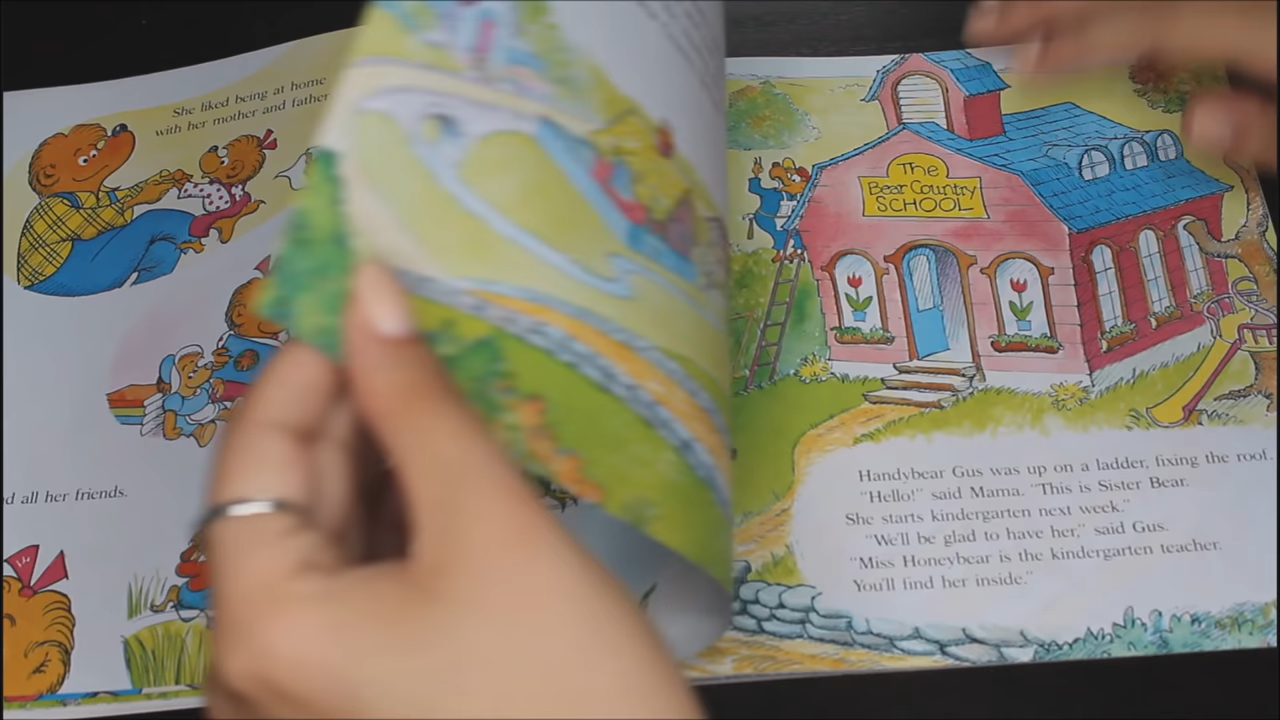 She liked being at home
with her mother and father
d all her friends.
The
Bear Country
SCHOOL
Handybear Gus was up on a ladder, fixing the roof.
"Hello!" said Mama. "This is Sister Bear.
She starts kindergarten next week."
"We'll be glad to have her," said Gus.
"Miss Honeybear is the kindergarten teacher.
You'll find her inside."